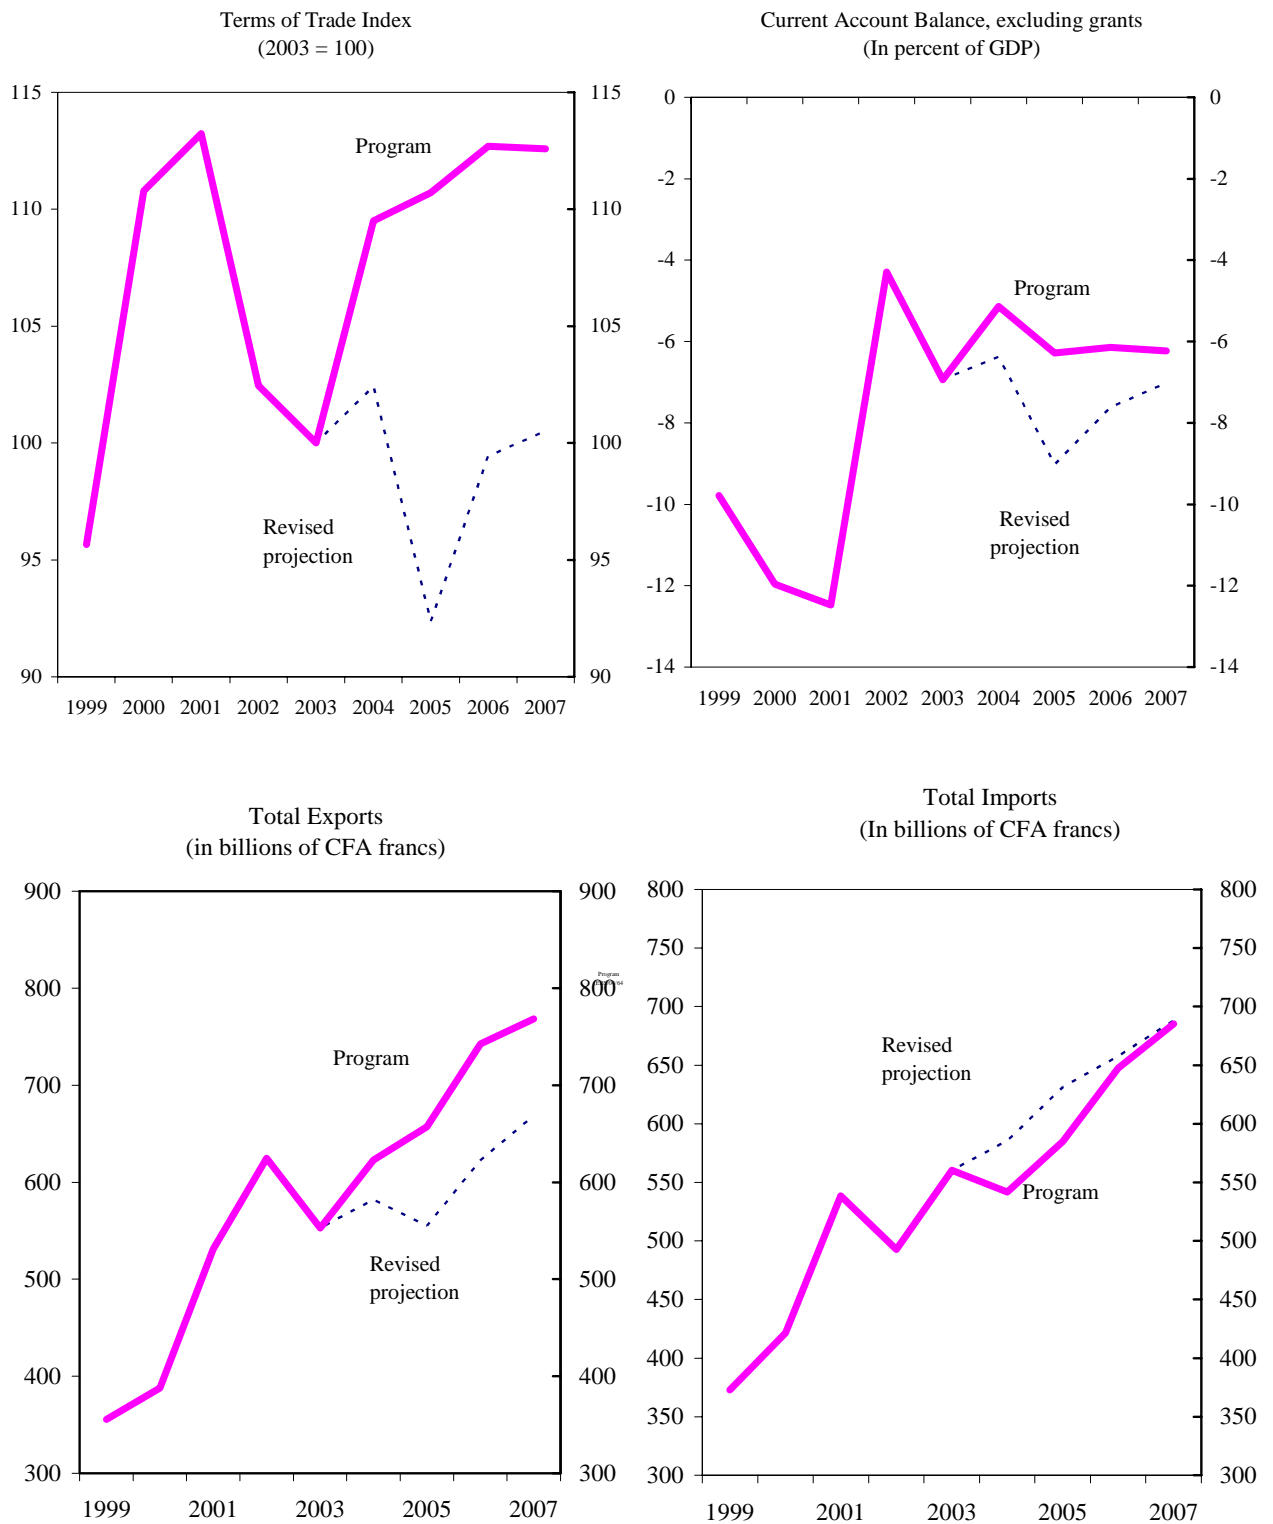 Terms of Trade Index
(2003 = 100)
115
110
105
100
95
90
115
110
105
100
95
90
Program
Revised
projection
1999 2000 2001 2002 2003 2004 2005 2006 2007
Current Account Balance, excluding grants
(In percent of GDP)
0
-2
-4
-6
-8
-10
-12
-14
0
-2
-4
-6
-8
-10
-12
-14
Program
Revised
projection
1999 2000 2001 2002 2003 2004 2005 2006 2007
Total Exports
(in billions of CFA francs)
900
800
700
600
500
400
300
900
800
700
600
500
400
300
Program
Program
Revised
projection
1999 2001 2003 2005 2007
Total Imports
(In billions of CFA francs)
800
750
700
650
600
550
500
450
400
350
300
800
750
700
650
600
550
500
450
400
350
300
Revised
projection
Program
1999 2001 2003 2005 2007